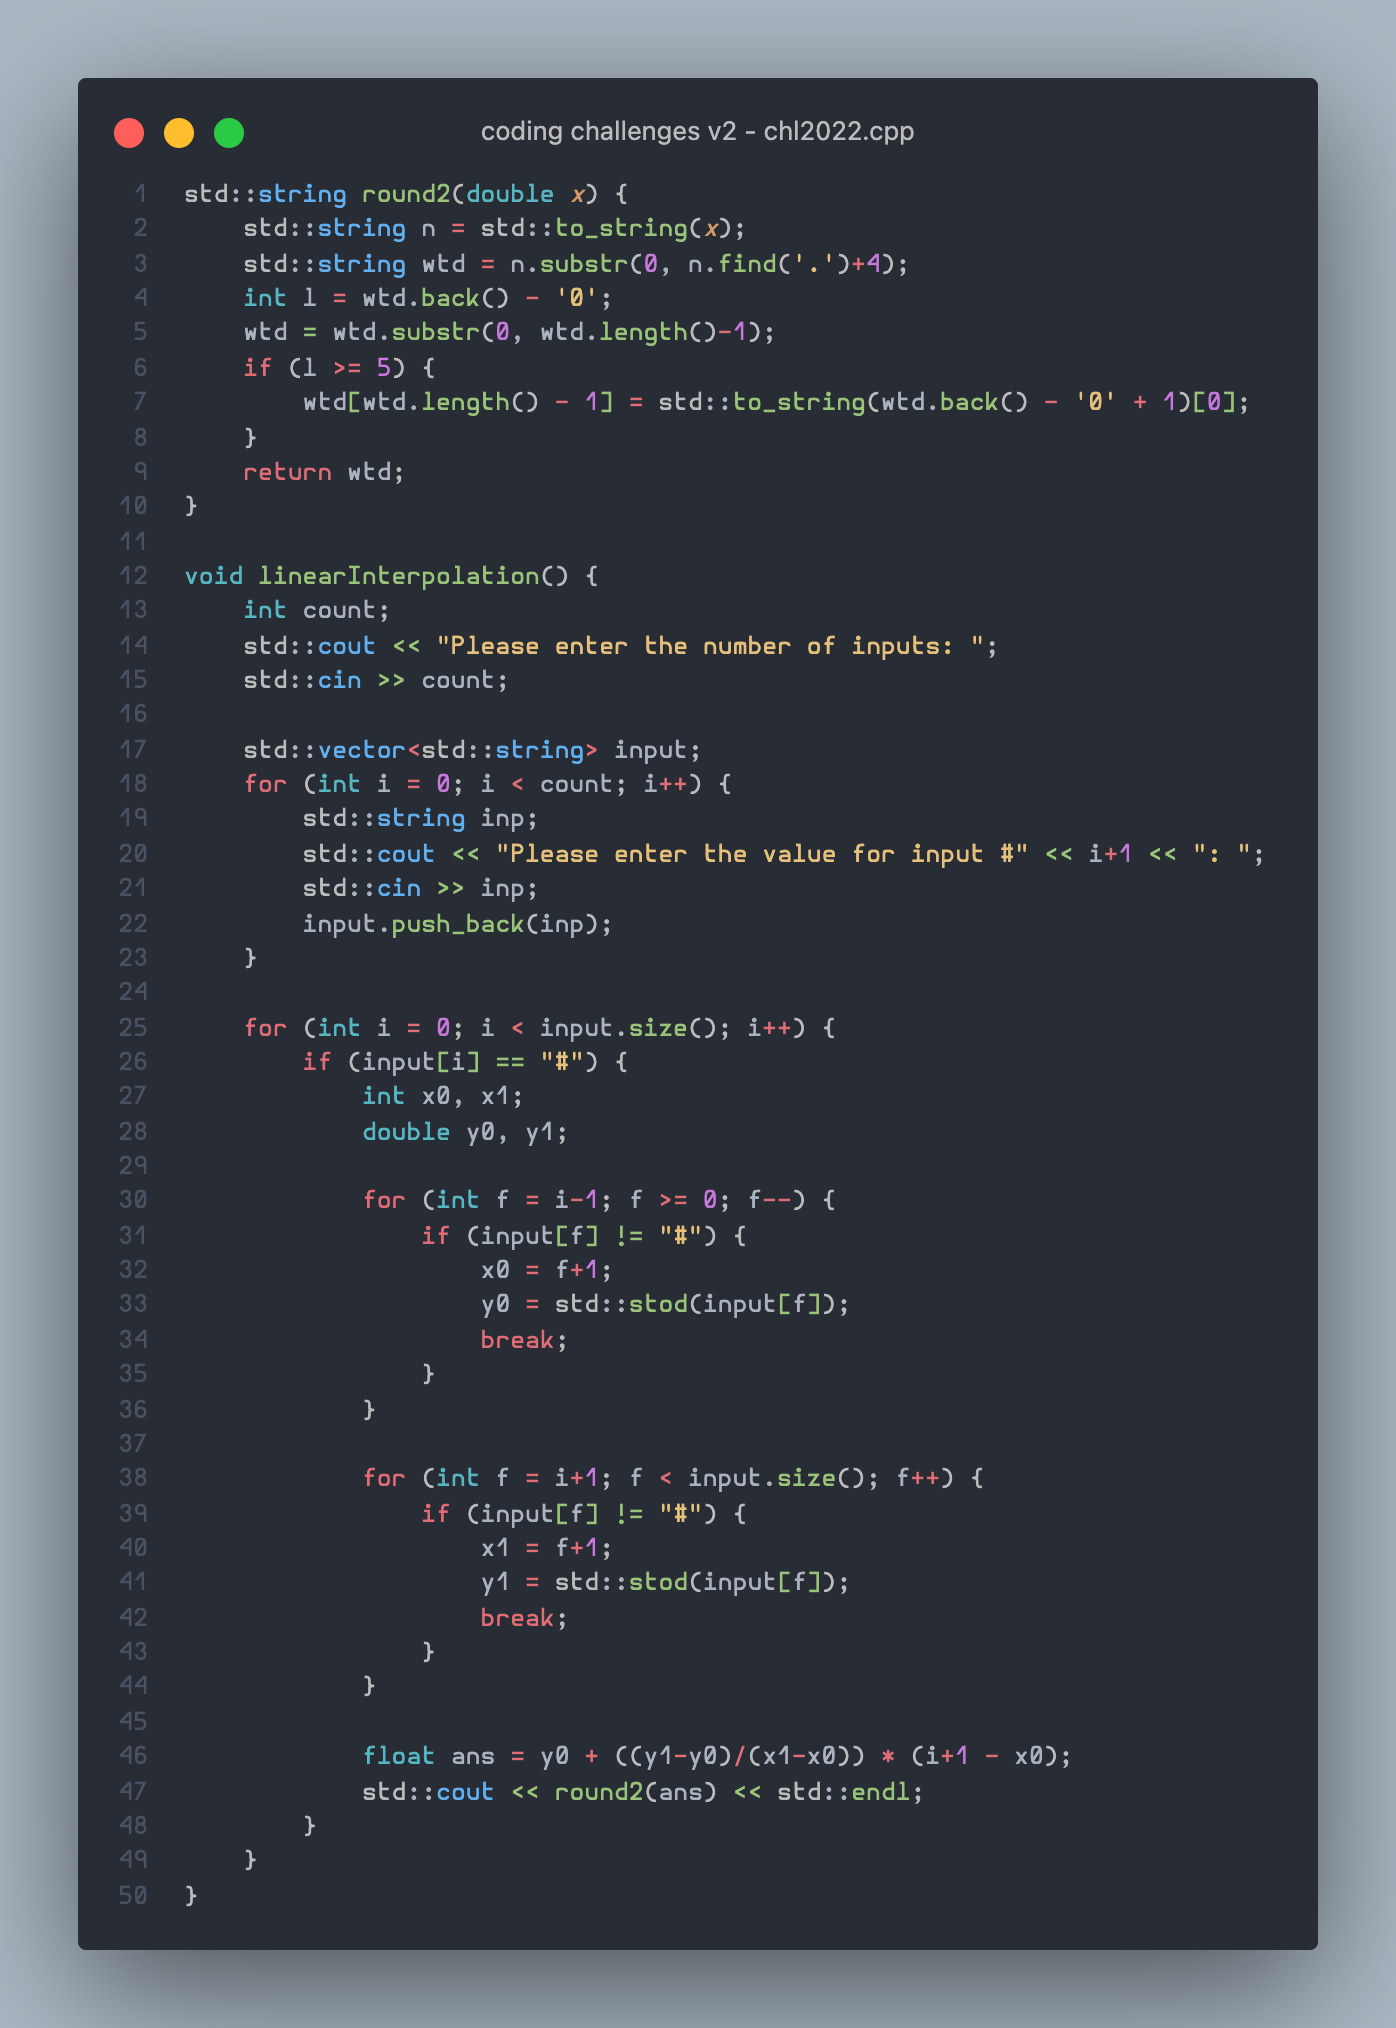 coding challenges v2 - chl2022.cpp
1 std::string round2(double x) {
2     std::string n = std::to_string(x);
3     std::string wtd = n.substr(0, n.find('.')+4);
4     int l = wtd.back() - '0';
5     wtd = wtd.substr(0, wtd.length()-1);
6     if (l >= 5) {
7         wtd[wtd.length() - 1] = std::to_string(wtd.back() - '0' + 1)[0];
8     }
9     return wtd;
10 }
11
12 void linearInterpolation() {
13     int count;
14     std::cout << "Please enter the number of inputs: ";
15     std::cin >> count;
16
17     std::vector<std::string> input;
18     for (int i = 0; i < count; i++) {
19         std::string inp;
20         std::cout << "Please enter the value for input #" << i+1 << ": ";
21         std::cin >> inp;
22         input.push_back(inp);
23     }
24
25     for (int i = 0; i < input.size(); i++) {
26         if (input[i] == "#") {
27             int x0, x1;
28             double y0, y1;
29
30             for (int f = i-1; f >= 0; f--) {
31                 if (input[f] != "#") {
32                     x0 = f+1;
33                     y0 = std::stod(input[f]);
34                     break;
35                 }
36             }
37
38             for (int f = i+1; f < input.size(); f++) {
39                 if (input[f] != "#") {
40                     x1 = f+1;
41                     y1 = std::stod(input[f]);
42                     break;
43                 }
44             }
45
46             float ans = y0 + ((y1-y0)/(x1-x0)) * (i+1 - x0);
47             std::cout << round2(ans) << std::endl;
48         }
49     }
50 }